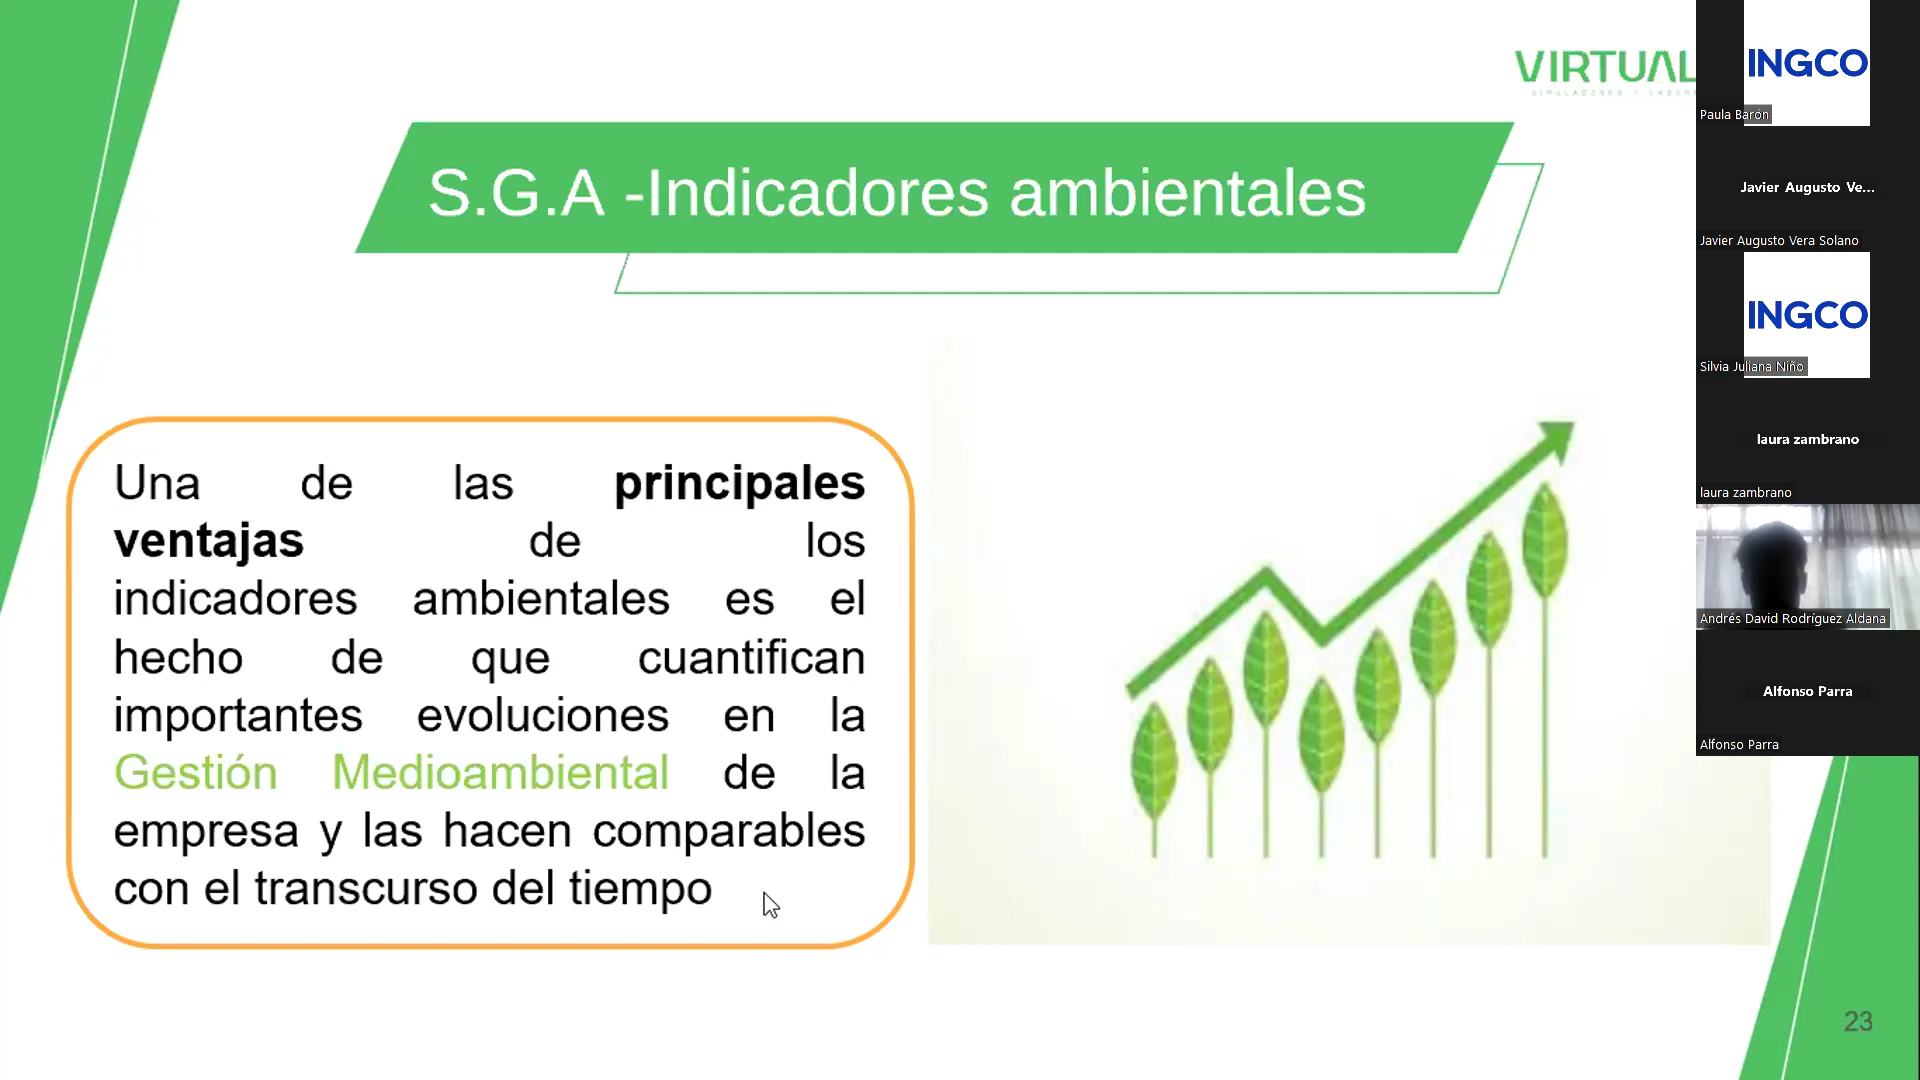 VIRTUAL
S.G.A -Indicadores ambientales
Una de las principales
ventajas de los
indicadores ambientales es el
hecho de que cuantifican
importantes evoluciones en la
Gestión Medioambiental de la
empresa y las hacen comparables
con el transcurso del tiempo
23
INGCO
Paula Barón
Javier Augusto Ve...
Javier Augusto Vera Solano
INGCO
Silvia Juliana Niño
laura zambrano
laura zambrano
Andrés David Rodríguez Aldana
Alfonso Parra
Alfonso Parra